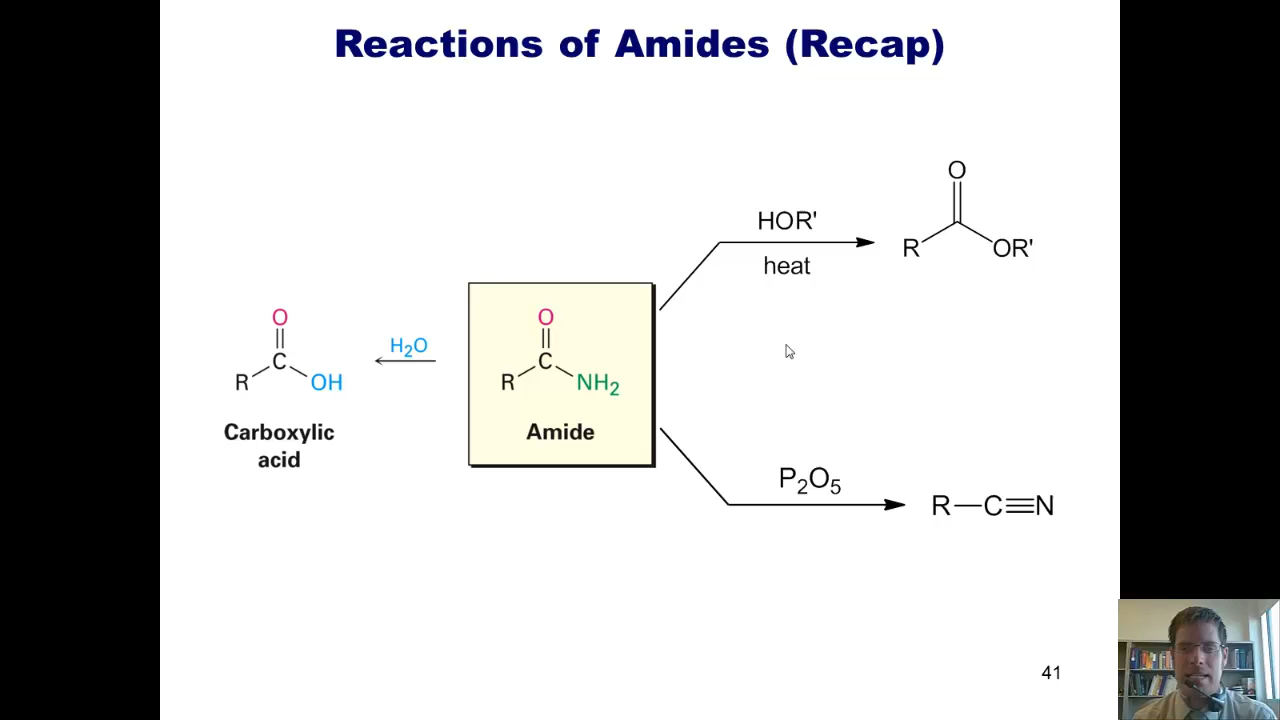 Reactions of Amides (Recap)
O
HOR'
R
OR'
heat
O
C
R
OH
H₂O
Carboxylic
acid
O
C
R
NH₂
Amide
P₂O₅
R—C≡N
41